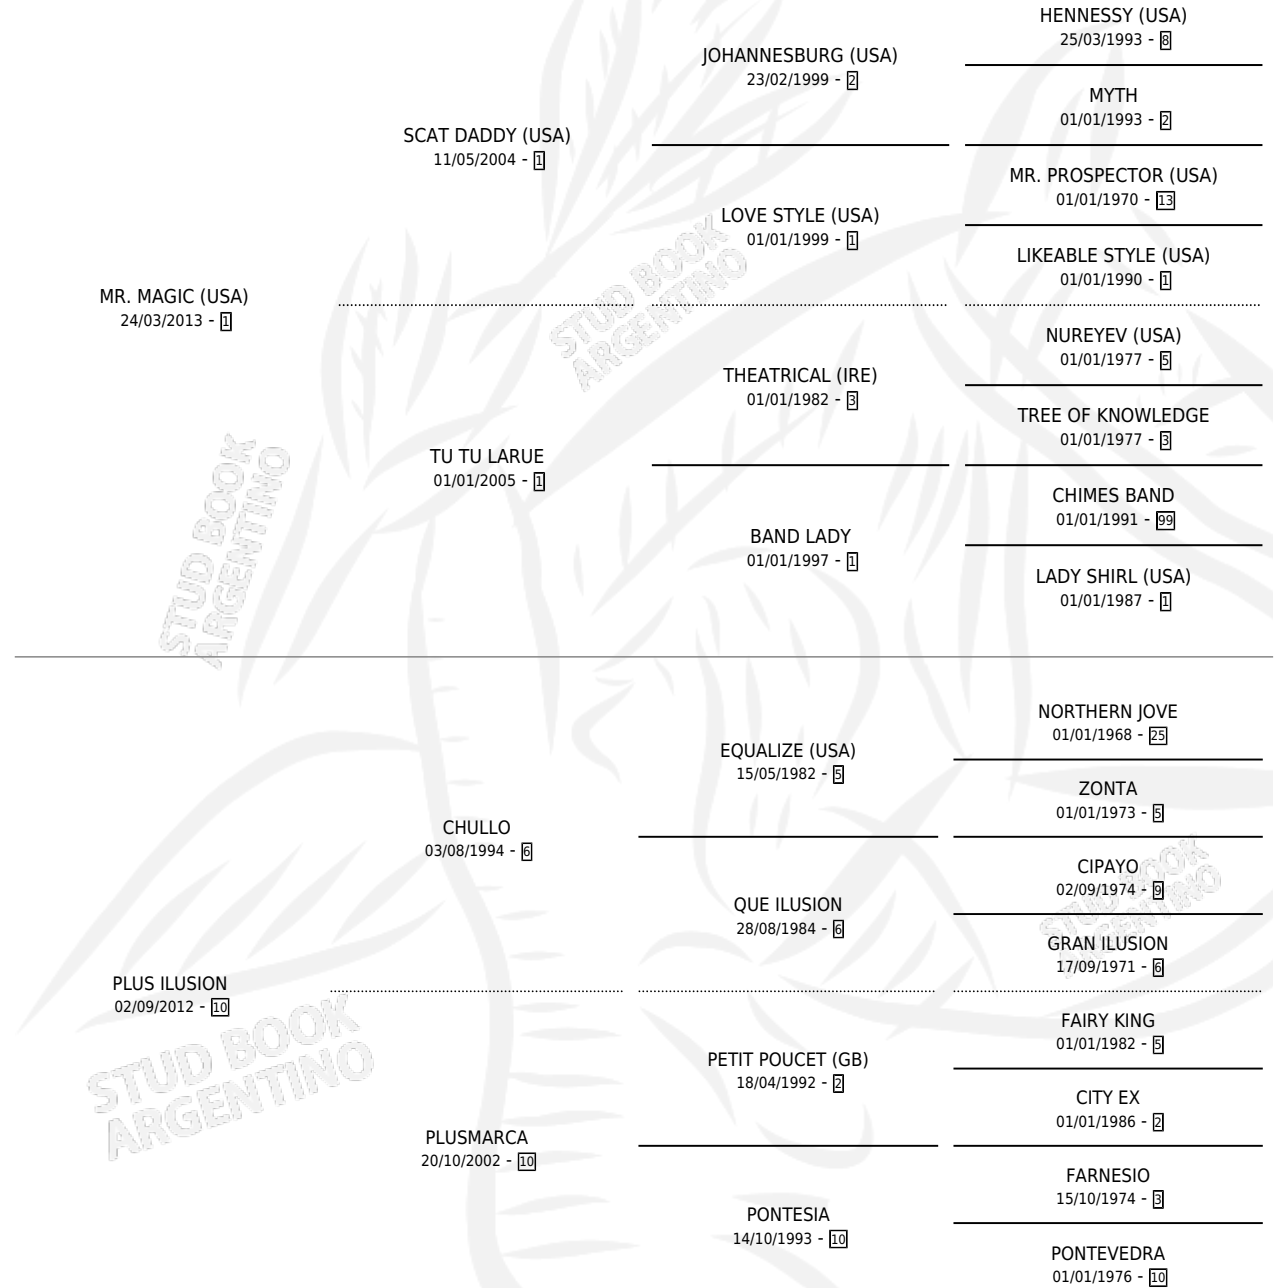 HENNESSY (USA)
25/03/1993 - 8
JOHANNESBURG (USA)
23/02/1999 - 2
MYTH
01/01/1993 - 2
SCAT DADDY (USA)
11/05/2004 - 1
MR. PROSPECTOR (USA)
01/01/1970 - 13
LOVE STYLE (USA)
01/01/1999 - 1
LIKEABLE STYLE (USA)
01/01/1990 - 1
MR. MAGIC (USA)
24/03/2013 - 1
STUD BOOK
ARGENTINO
NUREYEV (USA)
01/01/1977 - 5
THEATRICAL (IRE)
01/01/1982 - 3
TREE OF KNOWLEDGE
01/01/1977 - 3
TU TU LARUE
01/01/2005 - 1
CHIMES BAND
01/01/1991 - 99
BAND LADY
01/01/1997 - 1
LADY SHIRL (USA)
01/01/1987 - 1
STUD BOOK
ARGENTINO
NORTHERN JOVE
01/01/1968 - 25
EQUALIZE (USA)
15/05/1982 - 5
ZONTA
01/01/1973 - 5
CHULLO
03/08/1994 - 6
CIPAYO
02/09/1974 - 9
QUE ILUSION
28/08/1984 - 6
GRAN ILUSION
17/09/1971 - 6
STUD BOOK
ARGENTINO
PLUS ILUSION
02/09/2012 - 10
FAIRY KING
01/01/1982 - 5
PETIT POUCET (GB)
18/04/1992 - 2
CITY EX
01/01/1986 - 2
STUD BOOK
ARGENTINO
PLUSMARCA
20/10/2002 - 10
FARNESIO
15/10/1974 - 3
PONTESIA
14/10/1993 - 10
PONTEVEDRA
01/01/1976 - 10